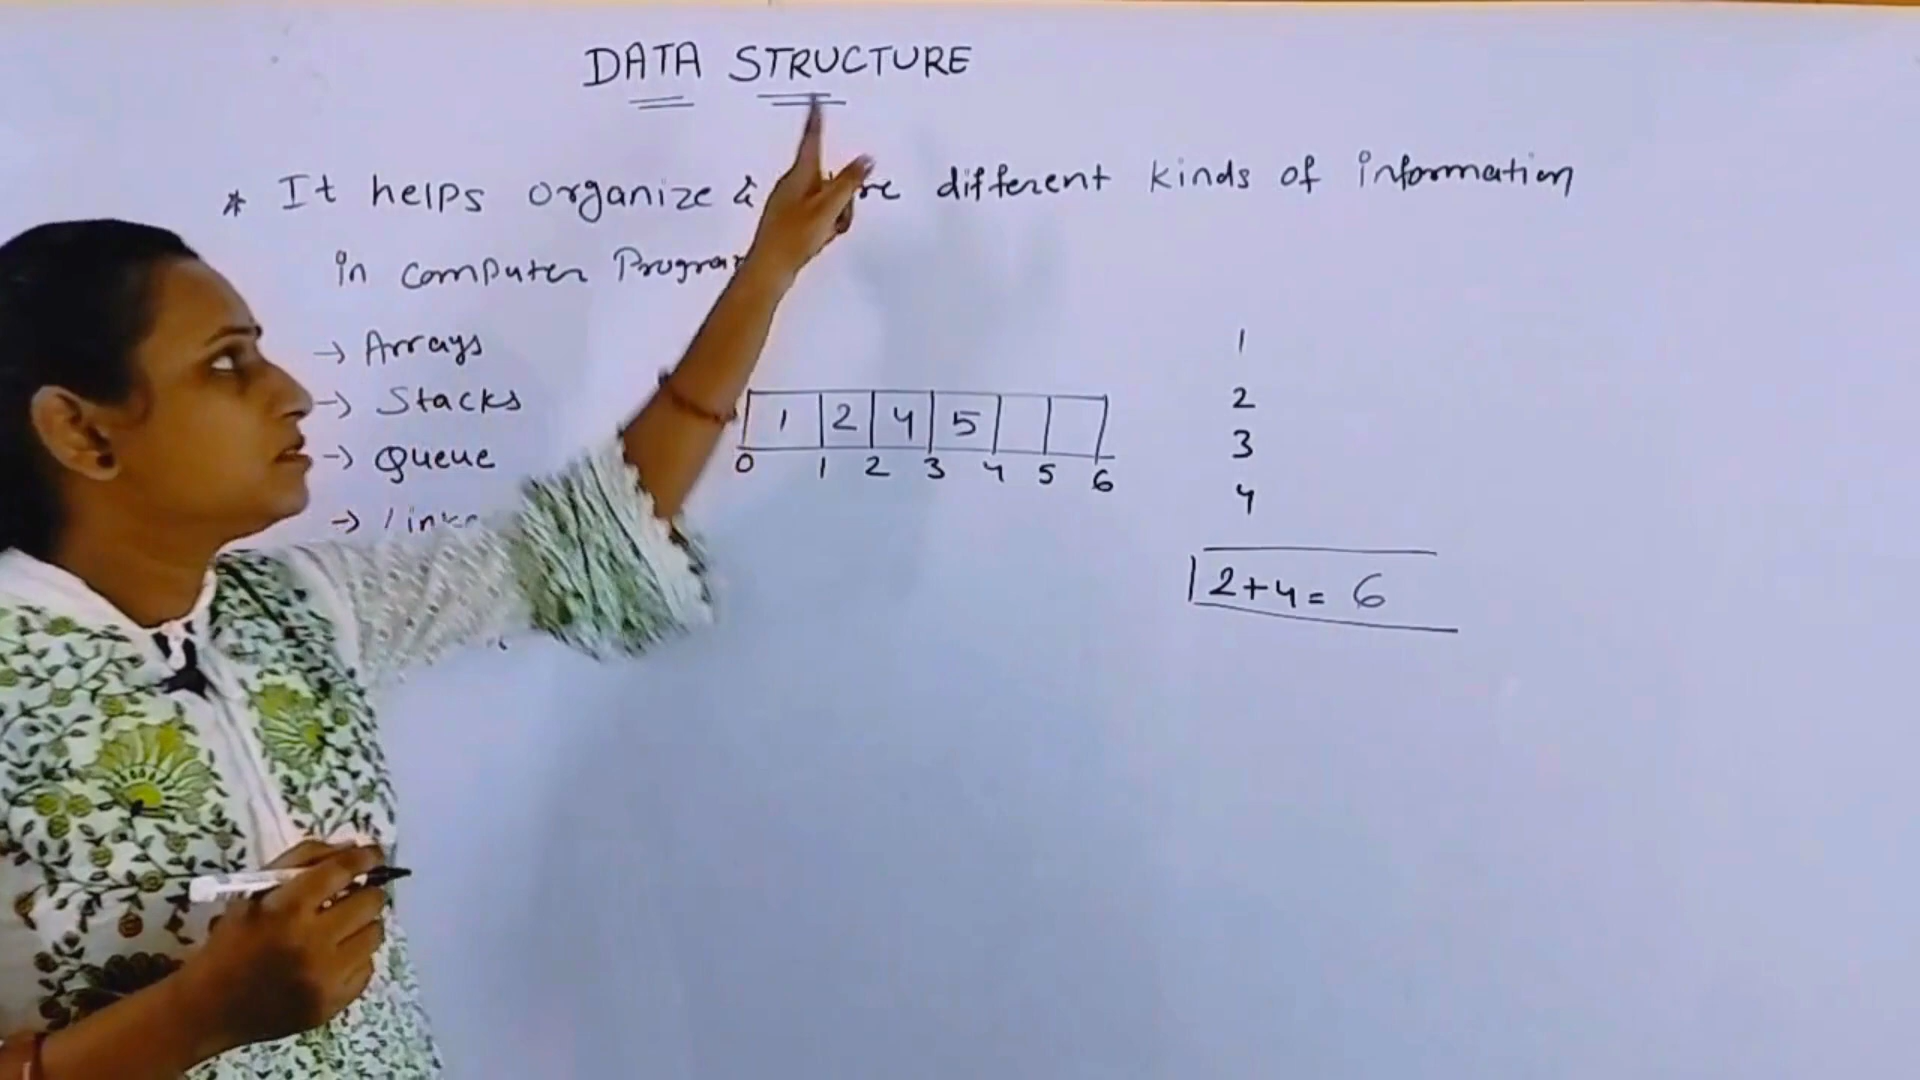 DATA STRUCTURE
* It helps organize & different kinds of information
in computer
→ Arrays
→ Stacks
→ Queue
→
1 2 4 5
0 1 2 3 4 5 6
1
2
3
4
2+4= 6